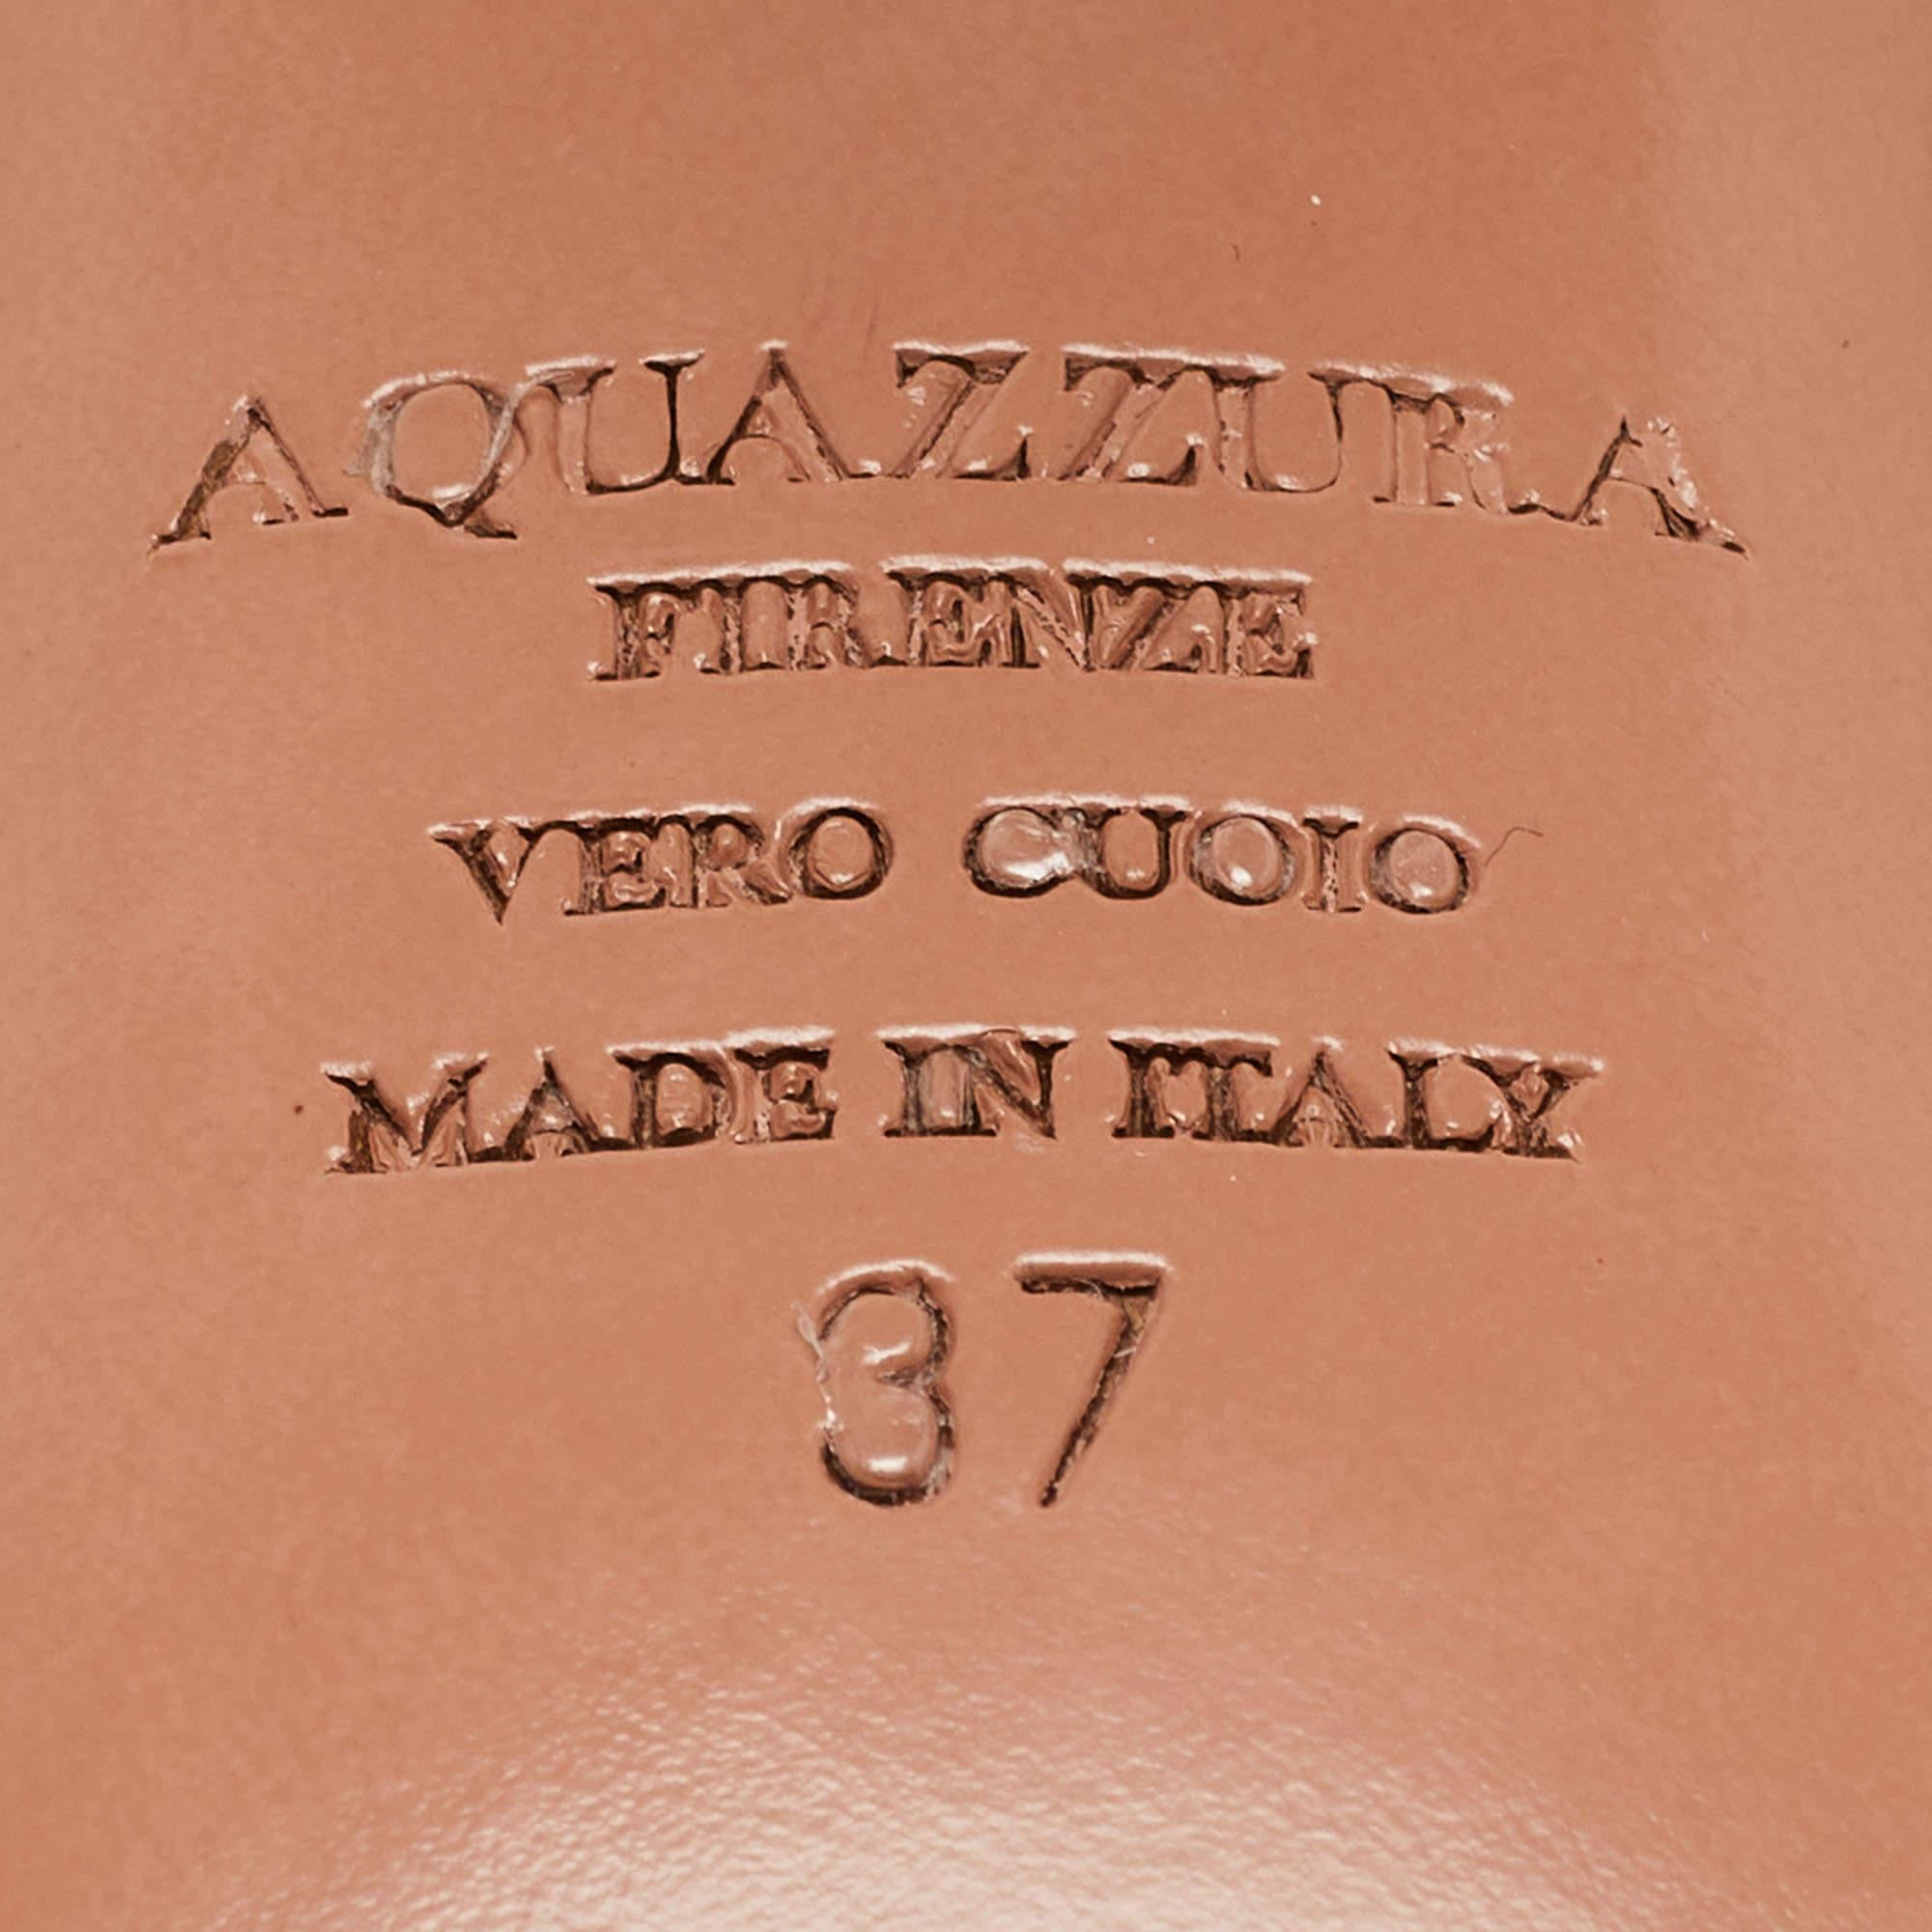 AQUAZZURA
FIRENZE
VERO CUOIO
MADE IN ITALY
37